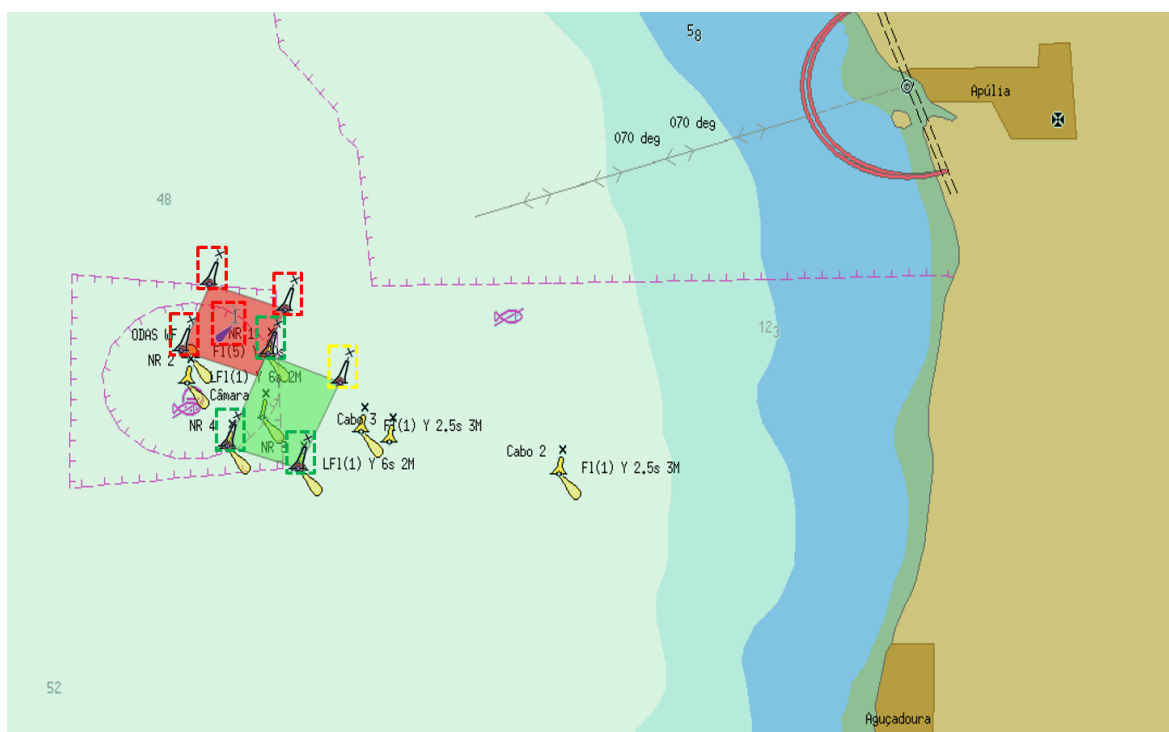 5₈
Apúlia
070 deg
070 deg
48
12₃
ODAS WF
NR 1
Fl(5) Y
NR 2
LFl(1) Y 6s 2M
Câmara
NR 4
Cabo 3
Fl(1) Y 2.5s 3M
NR 3
LFl(1) Y 6s 2M
Cabo 2
Fl(1) Y 2.5s 3M
52
Aguçadoura